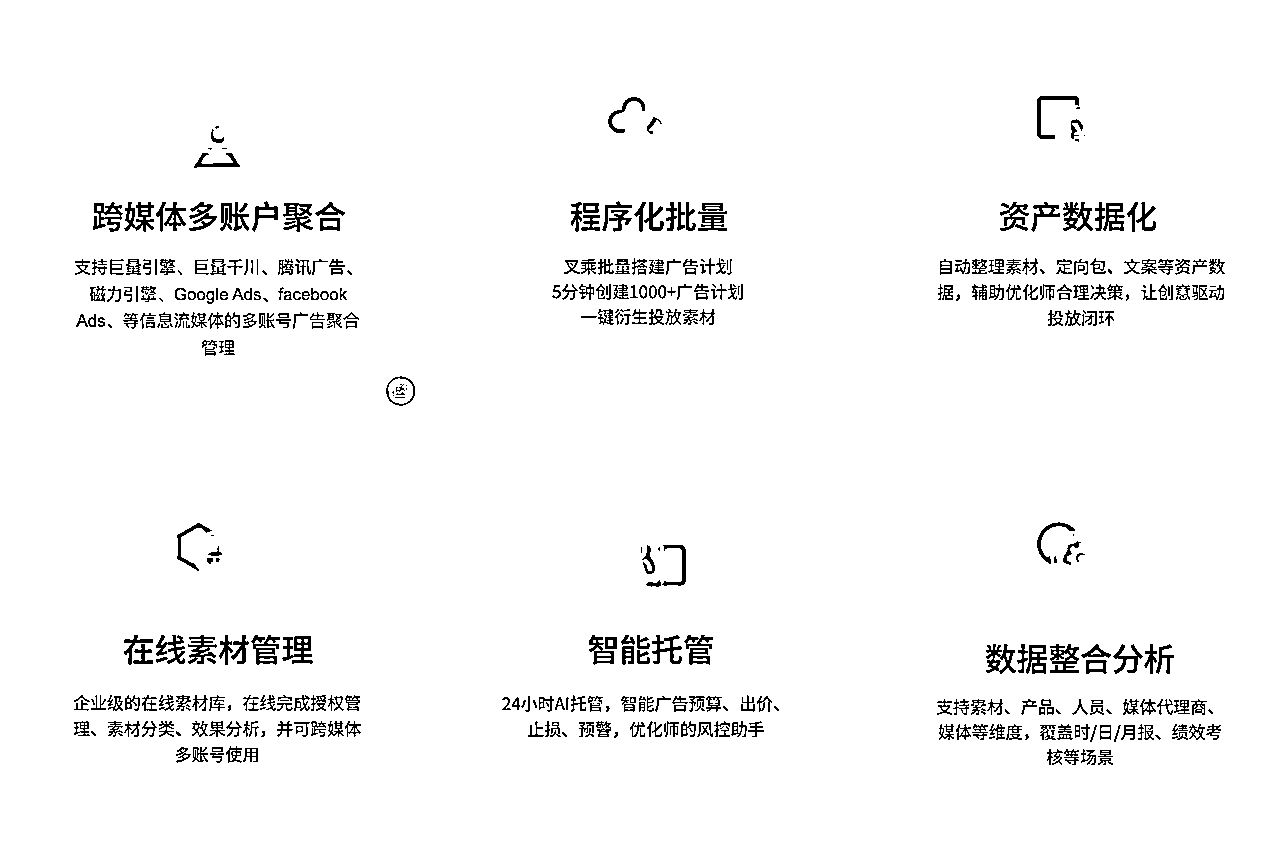 跨媒体多账户聚合
支持巨量引擎、巨量千川、腾讯广告、
磁力引擎、Google Ads、facebook
Ads、等信息流媒体的多账号广告聚合
管理
程序化批量
叉乘批量搭建广告计划
5分钟创建1000+广告计划
一键衍生投放素材
资产数据化
自动整理素材、定向包、文案等资产数
据，辅助优化师合理决策，让创意驱动
投放闭环
在线素材管理
企业级的在线素材库，在线完成授权管
理、素材分类、效果分析，并可跨媒体
多账号使用
智能托管
24小时AI托管，智能广告预算、出价、
止损、预警，优化师的风控助手
数据整合分析
支持素材、产品、人员、媒体代理商、
媒体等维度，覆盖时/日/月报、绩效考
核等场景